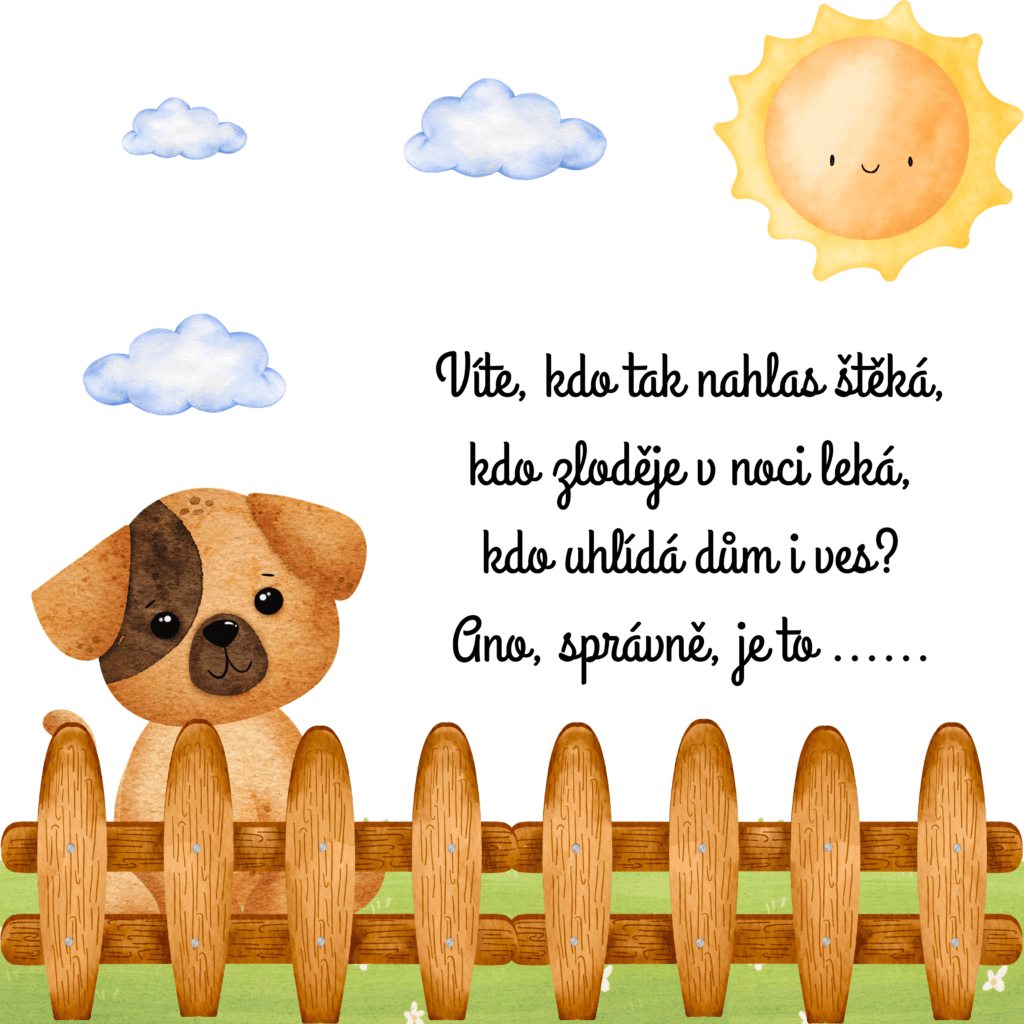 Víte, kdo tak nahlas štěká,
kdo zloděje v noci leká,
kdo uhlídá dům i ves?
Ano, správně, je to ......